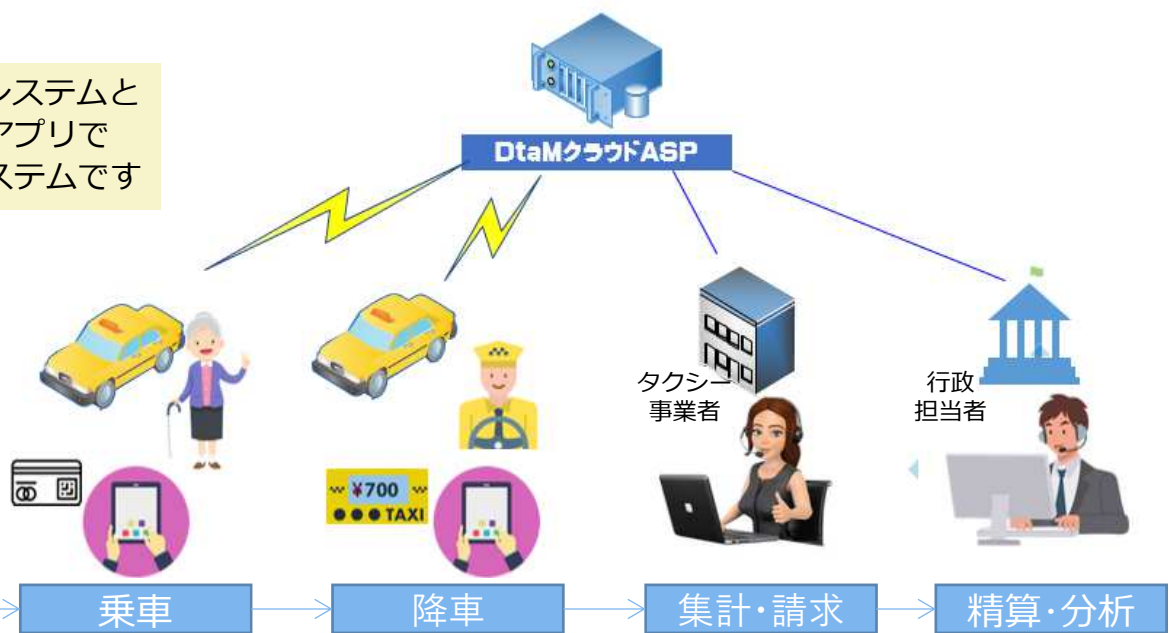 システムと
アプリで
ステムです
DtaMクラウドASP
タクシー
事業者
行政
担当者
¥700
TAXI
乗車
降車
集計・請求
精算・分析